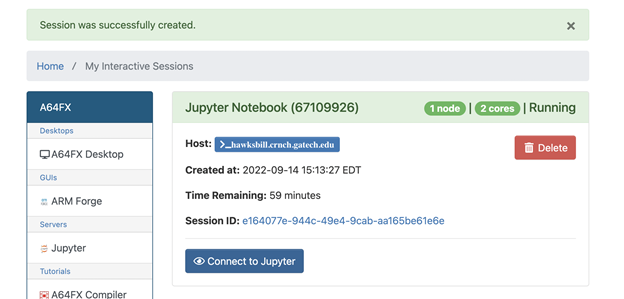 Session was successfully created.
×
Home / My Interactive Sessions
A64FX
Desktops
A64FX Desktop
GUIs
ARM Forge
Servers
Jupyter
Tutorials
A64FX Compiler
Jupyter Notebook (67109926)
1 node | 2 cores | Running
Host: >_hawksbill.crnch.gatech.edu
Delete
Created at: 2022-09-14 15:13:27 EDT
Time Remaining: 59 minutes
Session ID: e164077e-944c-49e4-9cab-aa165be61e6e
Connect to Jupyter